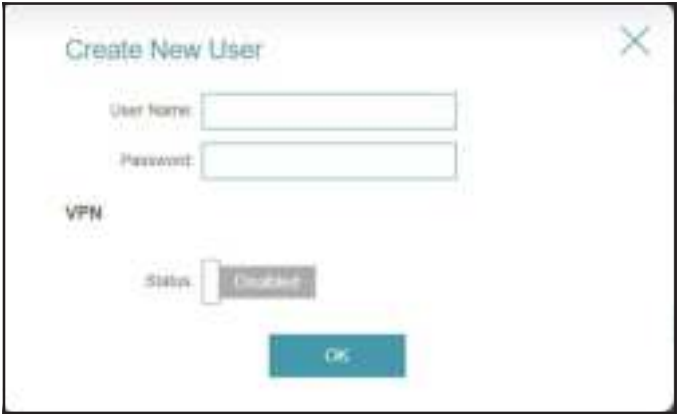 Create New User
User Name:
Password:
VPN
Status:
Disabled
OK